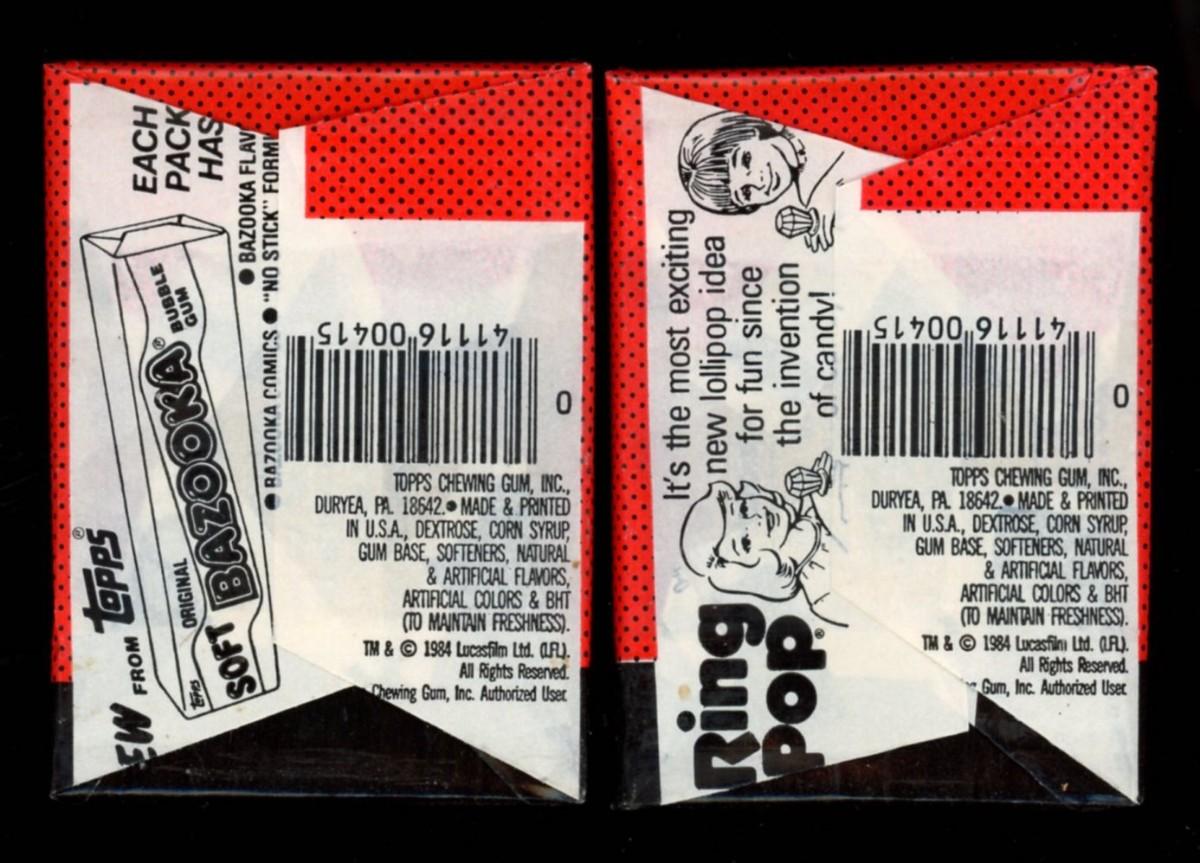 EACH
PACK
HAS
BAZOOKA
● "NO STICK"
● BAZOOKA COMICS
NEW FROM topps®
ORIGINAL
SOFT BAZOOKA®
BUBBLE
GUM
topps
41116 00415
0
TOPPS CHEWING GUM, INC.,
DURYEA, PA. 18642.● MADE & PRINTED
IN U.S.A., DEXTROSE, CORN SYRUP,
GUM BASE, SOFTENERS, NATURAL
& ARTIFICIAL FLAVORS,
ARTIFICIAL COLORS & BHT
(TO MAINTAIN FRESHNESS).
TM & © 1984 Lucasfilm Ltd. (LFL).
All Rights Reserved.
Chewing Gum, Inc. Authorized User.
It's the most exciting
new lollipop idea
for fun since
the invention
of candy!
Ring
Pop®
41116 00415
0
TOPPS CHEWING GUM, INC.,
DURYEA, PA. 18642.● MADE & PRINTED
IN U.S.A., DEXTROSE, CORN SYRUP,
GUM BASE, SOFTENERS, NATURAL
& ARTIFICIAL FLAVORS,
ARTIFICIAL COLORS & BHT
(TO MAINTAIN FRESHNESS).
TM & © 1984 Lucasfilm Ltd. (LFL).
All Rights Reserved.
Gum, Inc. Authorized User.